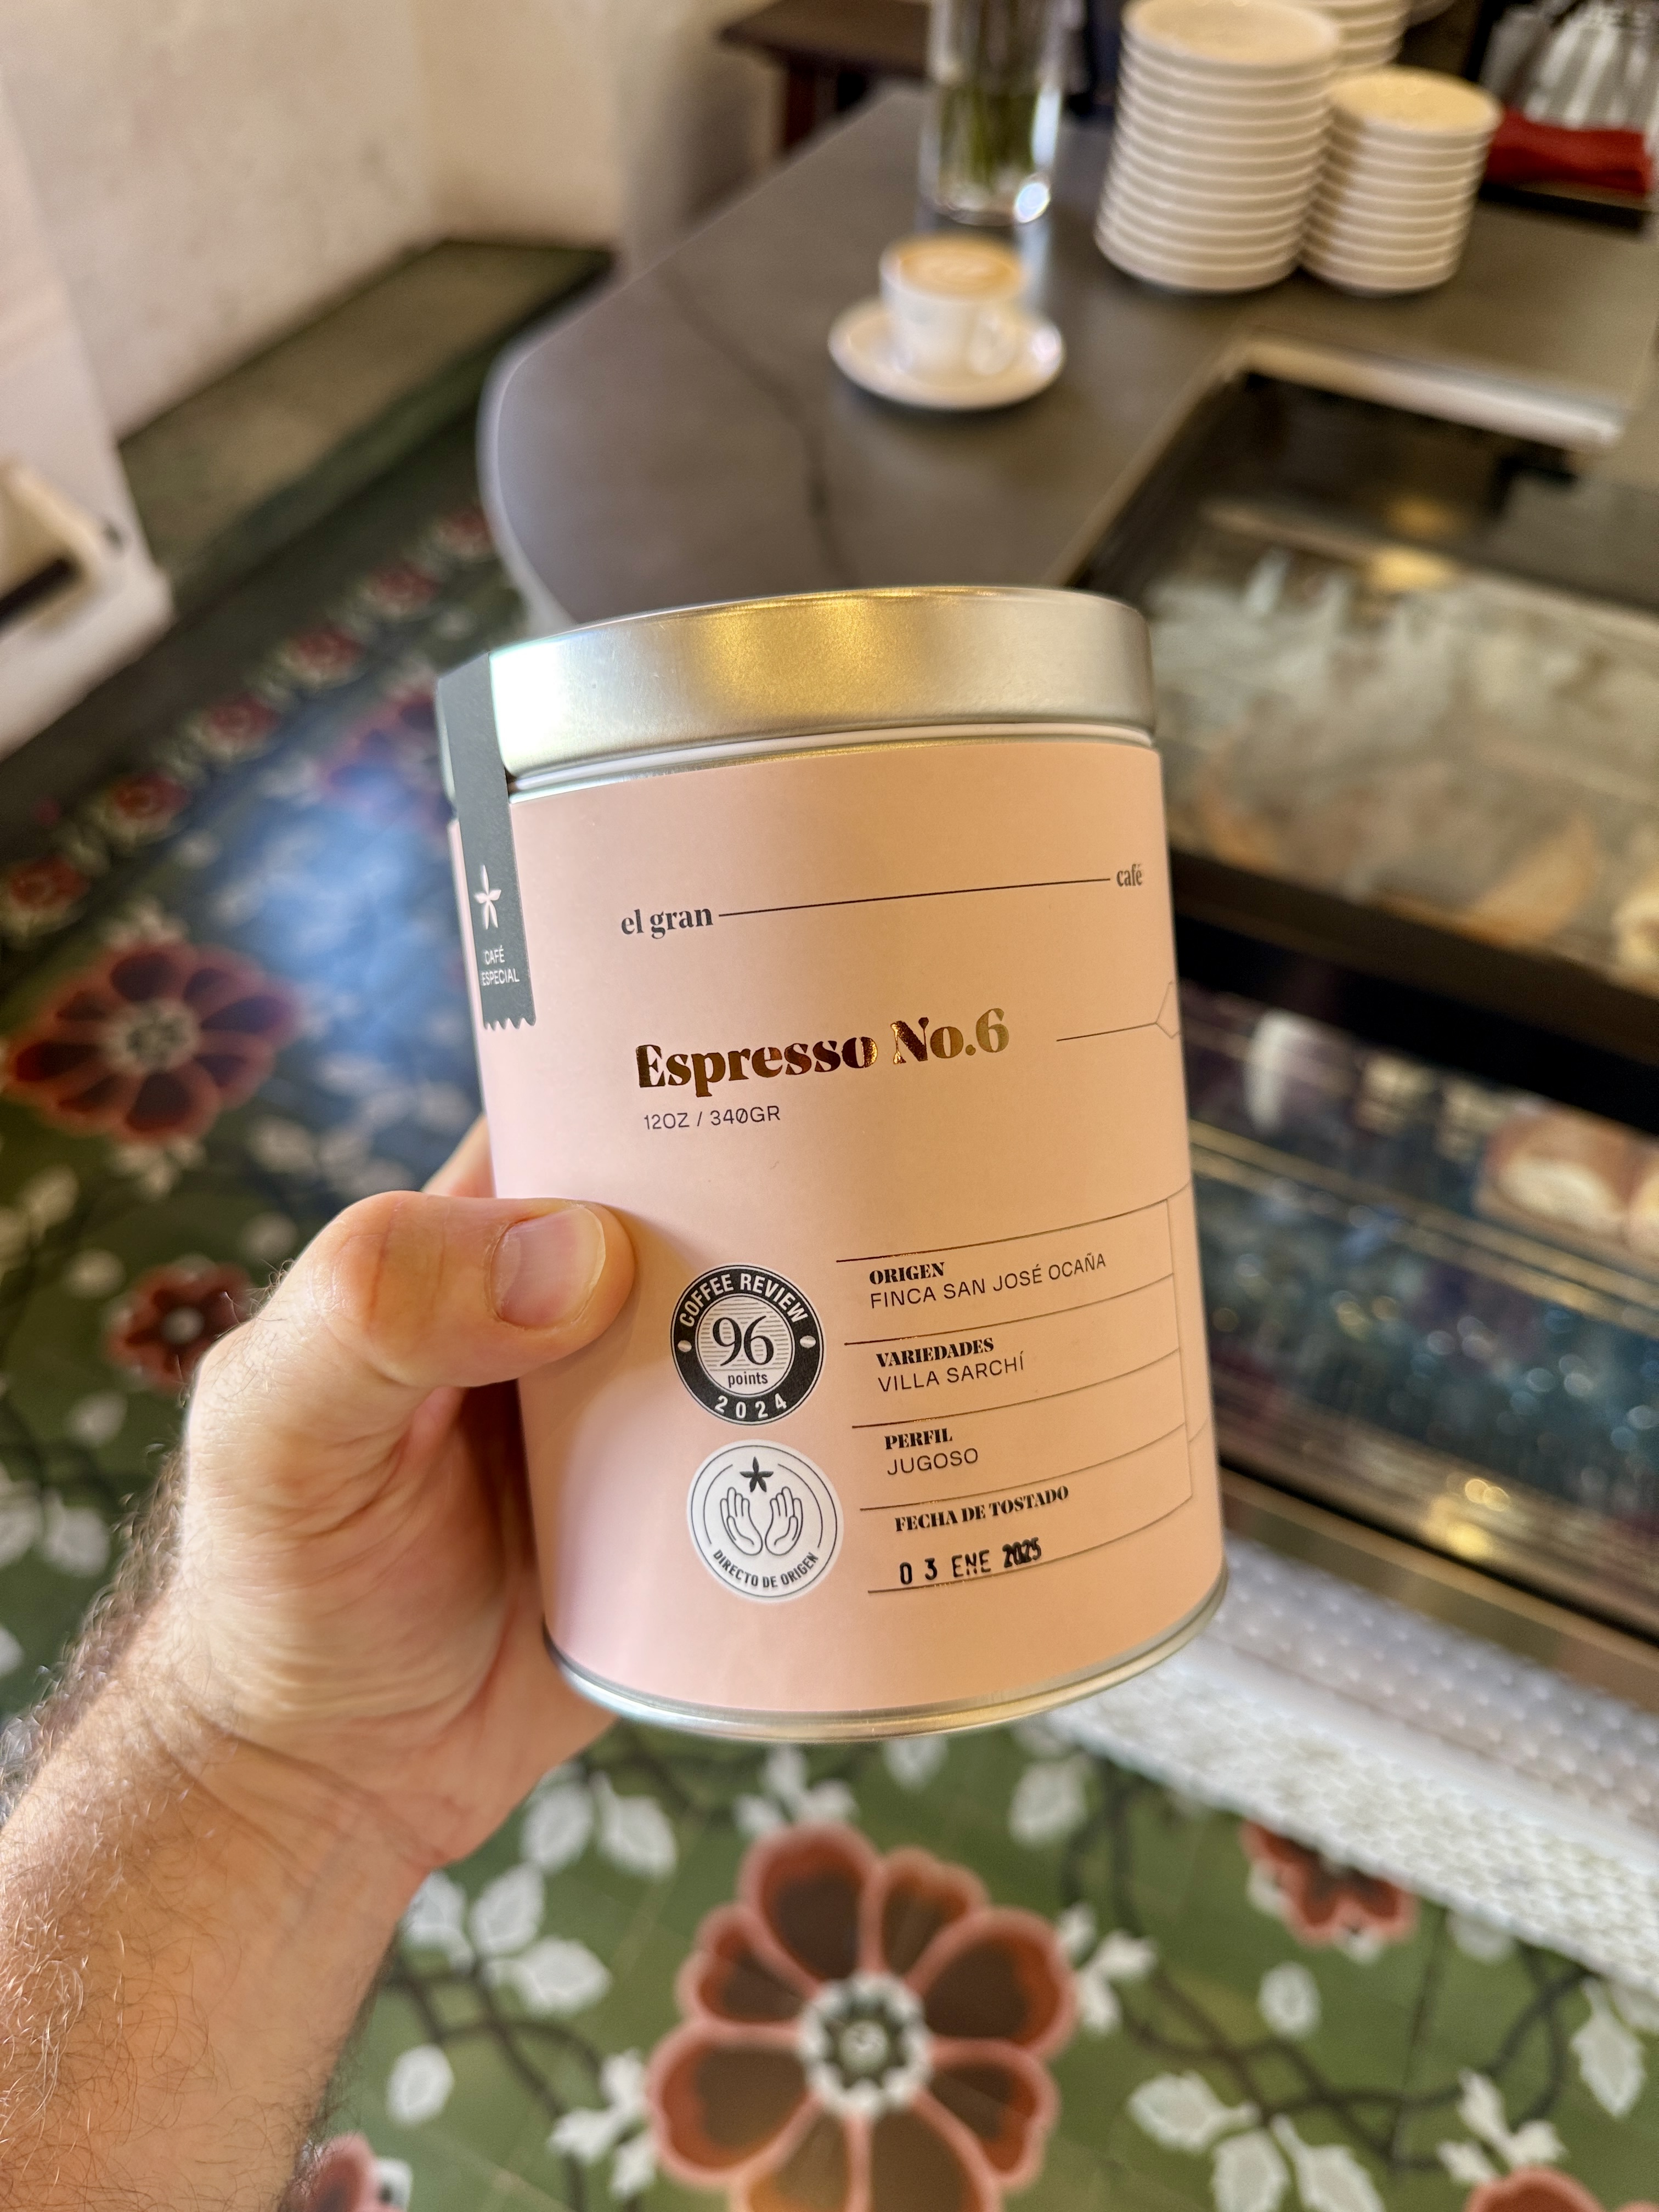 el gran café
CAFÉ
ESPECIAL
Espresso No.6
12OZ / 340GR
COFFEE REVIEW
96
points
2024
DIRECTO DE ORIGEN
ORIGEN
FINCA SAN JOSÉ OCAÑA
VARIEDADES
VILLA SARCHÍ
PERFIL
JUGOSO
FECHA DE TOSTADO
03 ENE 2025